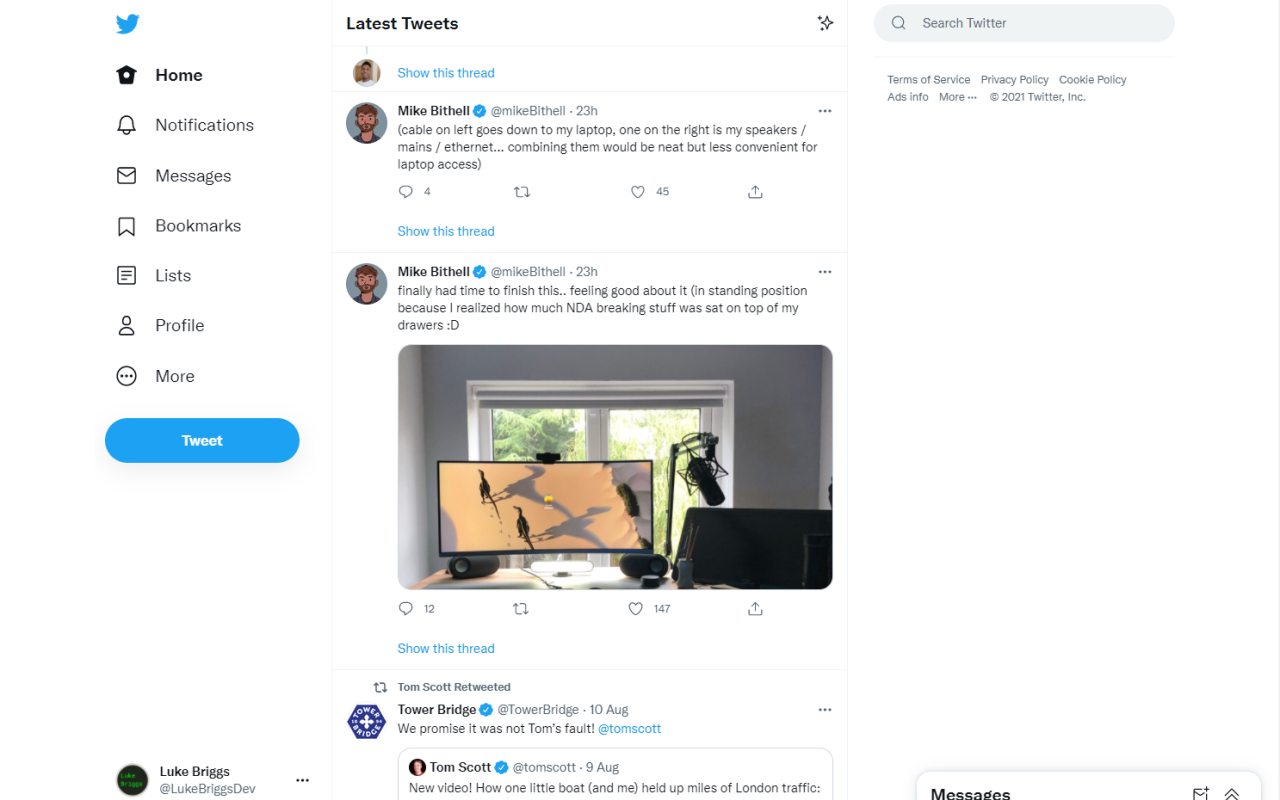 Home
Notifications
Messages
Bookmarks
Lists
Profile
More
Tweet
Luke Briggs
@LukeBriggsDev
Luke
Briggs
Latest Tweets
Show this thread
Mike Bithell @mikeBithell · 23h
(cable on left goes down to my laptop, one on the right is my speakers /
mains / ethernet... combining them would be neat but less convenient for
laptop access)
4
45
Show this thread
Mike Bithell @mikeBithell · 23h
finally had time to finish this.. feeling good about it (in standing position
because I realized how much NDA breaking stuff was sat on top of my
drawers :D
12
147
Show this thread
Tom Scott Retweeted
TOWER
BRIDGE
Tower Bridge @TowerBridge · 10 Aug
We promise it was not Tom's fault! @tomscott
Tom Scott @tomscott · 9 Aug
New video! How one little boat (and me) held up miles of London traffic:
Search Twitter
Terms of Service Privacy Policy Cookie Policy
Ads info More ··· © 2021 Twitter, Inc.
Messages